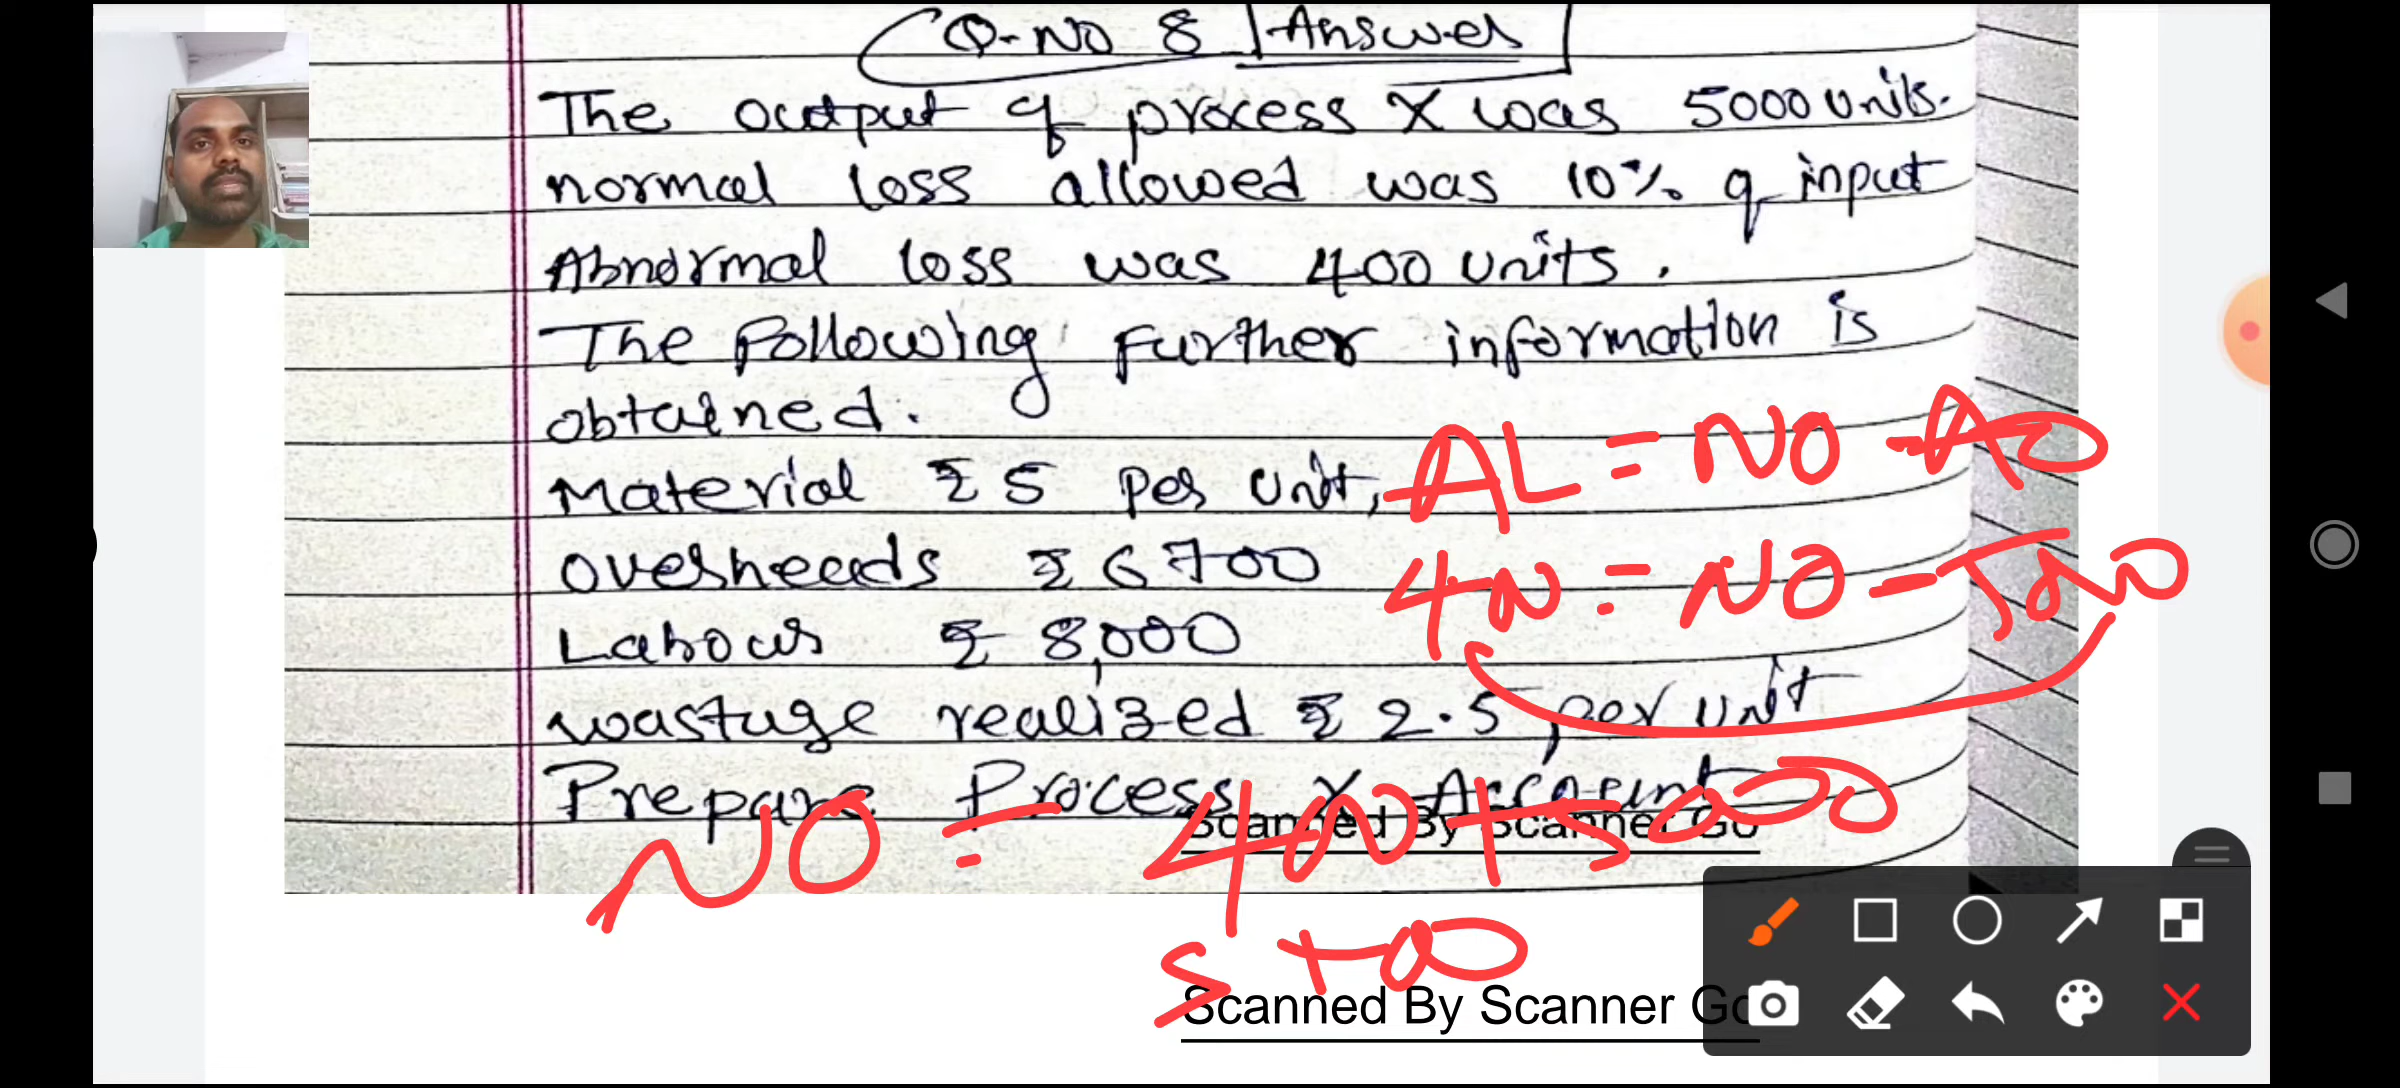 Q-No 8 Answer
The output of process X was 5000 units.
normal loss allowed was 10% of input
Abnormal loss was 400 units.
The following further information is
obtained.
Material ₹ 5 per unit,
AL = NO - AO
overheads ₹ 6700
400 = NO - 5000
Labour ₹ 8,000
wastage realized ₹ 2.5 per unit
Prepare Process X Account
NO = 400 + 5000
Scanned By Scanner Go
5400
Scanned By Scanner Go